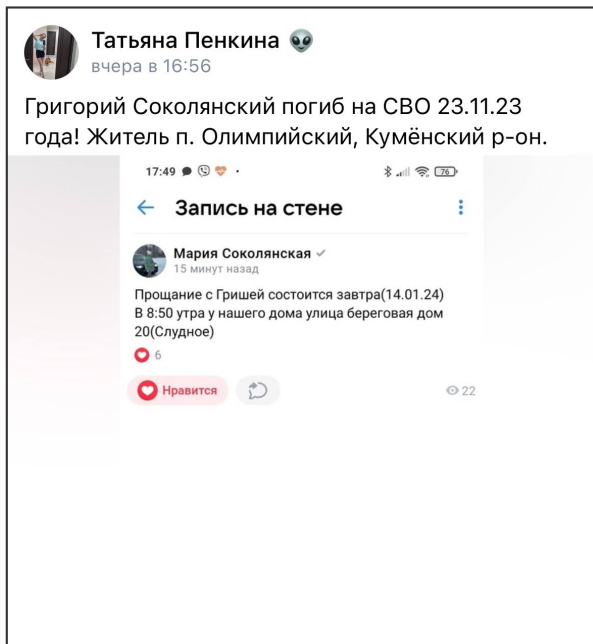 Татьяна Пенкина 👽
вчера в 16:56
Григорий Соколянский погиб на СВО 23.11.23
года! Житель п. Олимпийский, Кумёнский р-он.
17:49 76
Запись на стене
Мария Соколянская
15 минут назад
Прощание с Гришей состоится завтра(14.01.24)
В 8:50 утра у нашего дома улица береговая дом
20(Слудное)
6
Нравится 22